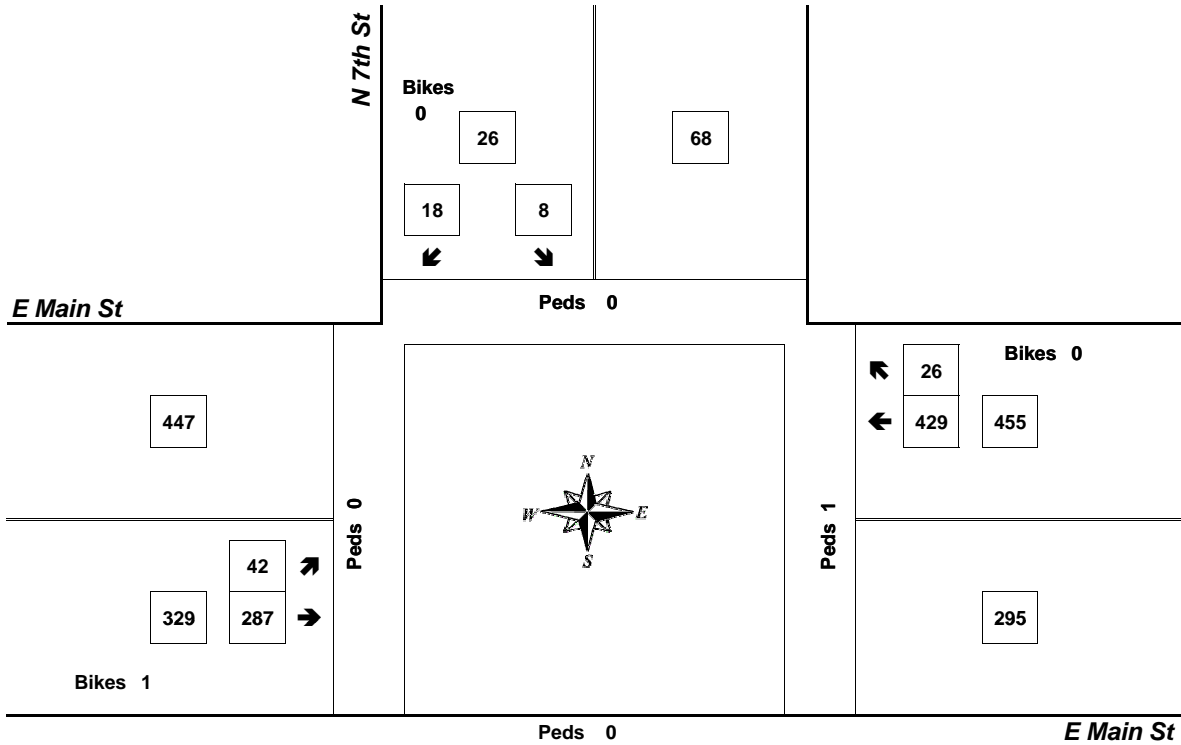 N 7th St
Bikes
0
26
68
18
8
Peds 0
E Main St
26
Bikes 0
447
429
455
N
W
E
S
Peds 0
Peds 1
42
329
287
295
Bikes 1
Peds 0
E Main St